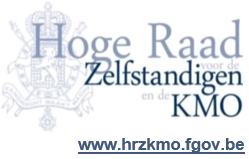 Hoge Raad
voor de
Zelfstandigen
en de
KMO
www.hrzkmo.fgov.be